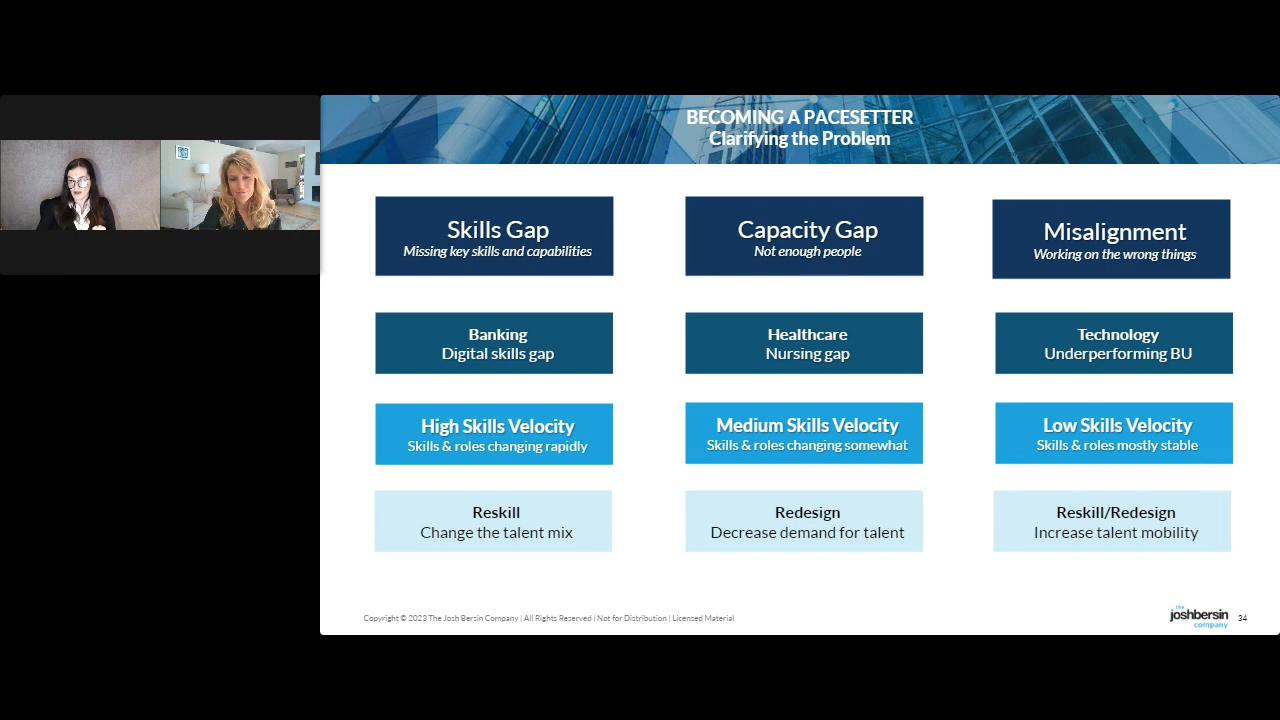 BECOMING A PACESETTER
Clarifying the Problem
Skills Gap
Missing key skills and capabilities
Capacity Gap
Not enough people
Misalignment
Working on the wrong things
Banking
Digital skills gap
Healthcare
Nursing gap
Technology
Underperforming BU
High Skills Velocity
Skills & roles changing rapidly
Medium Skills Velocity
Skills & roles changing somewhat
Low Skills Velocity
Skills & roles mostly stable
Reskill
Change the talent mix
Redesign
Decrease demand for talent
Reskill/Redesign
Increase talent mobility
Copyright © 2023 The Josh Bersin Company | All Rights Reserved | Not for Distribution | Licensed Material
the
joshbersin
company
34